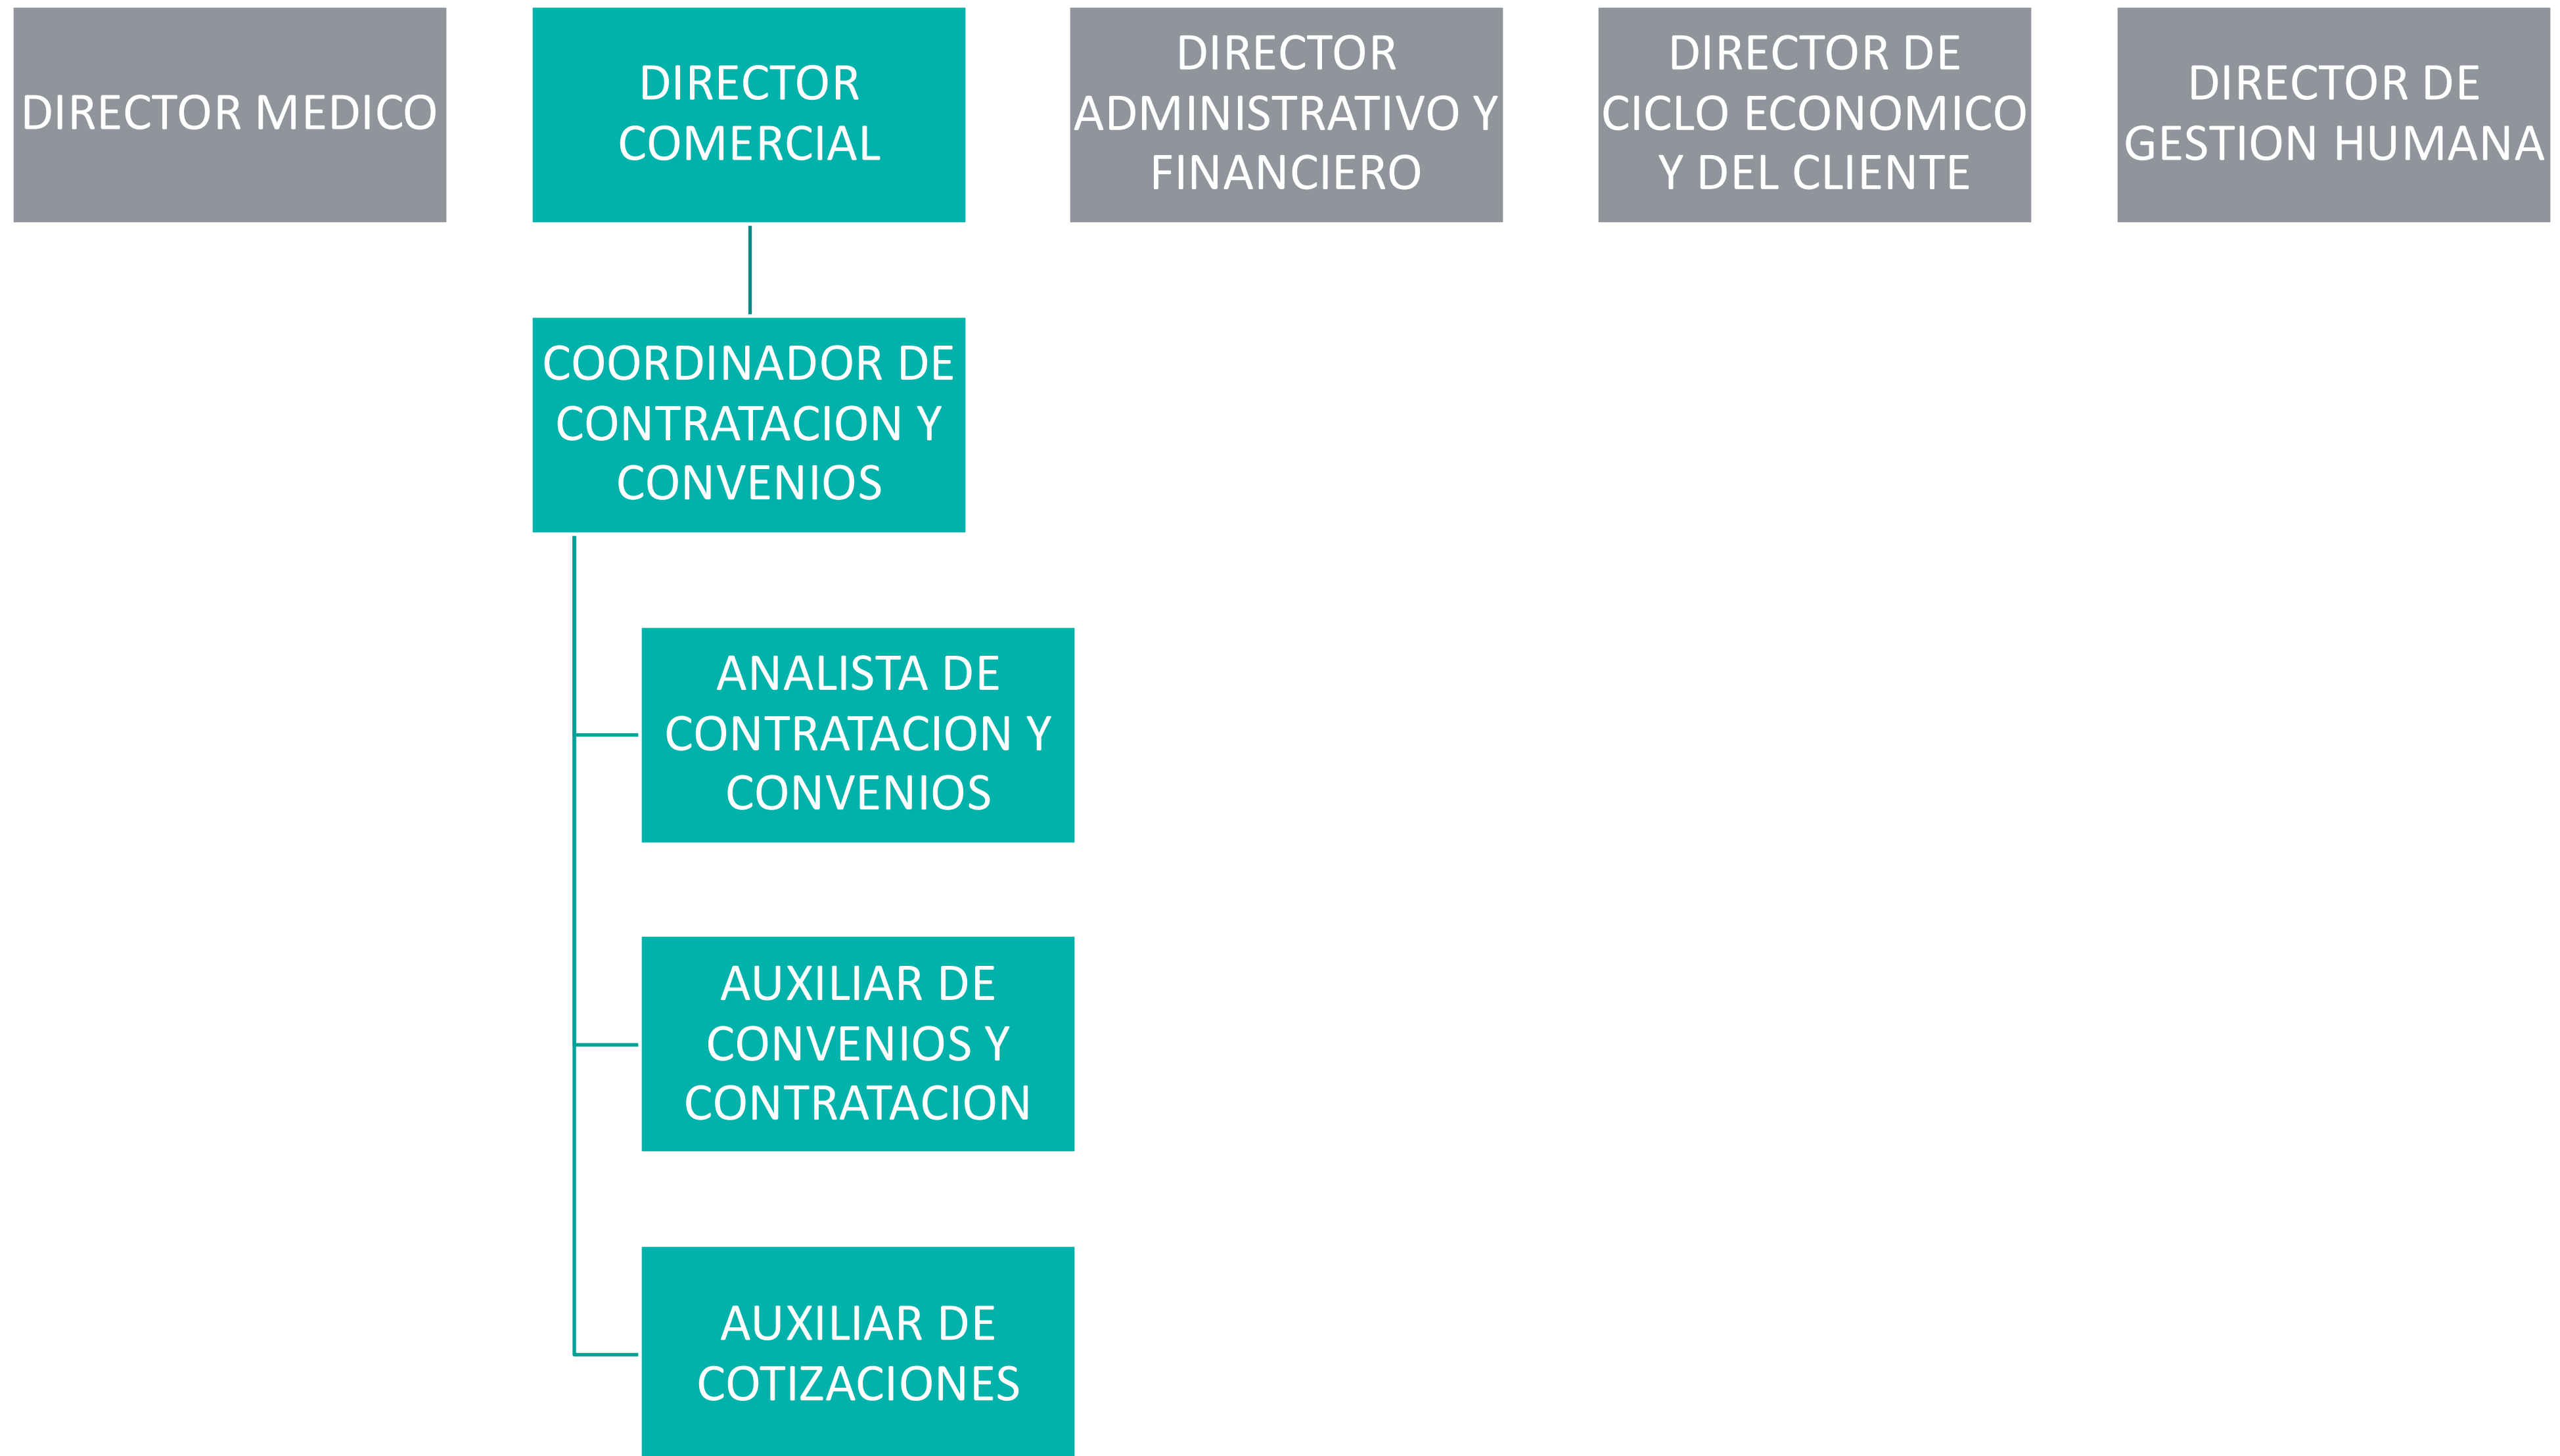 DIRECTOR MEDICO
DIRECTOR
COMERCIAL
DIRECTOR
ADMINISTRATIVO Y
FINANCIERO
DIRECTOR DE
CICLO ECONOMICO
Y DEL CLIENTE
DIRECTOR DE
GESTION HUMANA
COORDINADOR DE
CONTRATACION Y
CONVENIOS
ANALISTA DE
CONTRATACION Y
CONVENIOS
AUXILIAR DE
CONVENIOS Y
CONTRATACION
AUXILIAR DE
COTIZACIONES